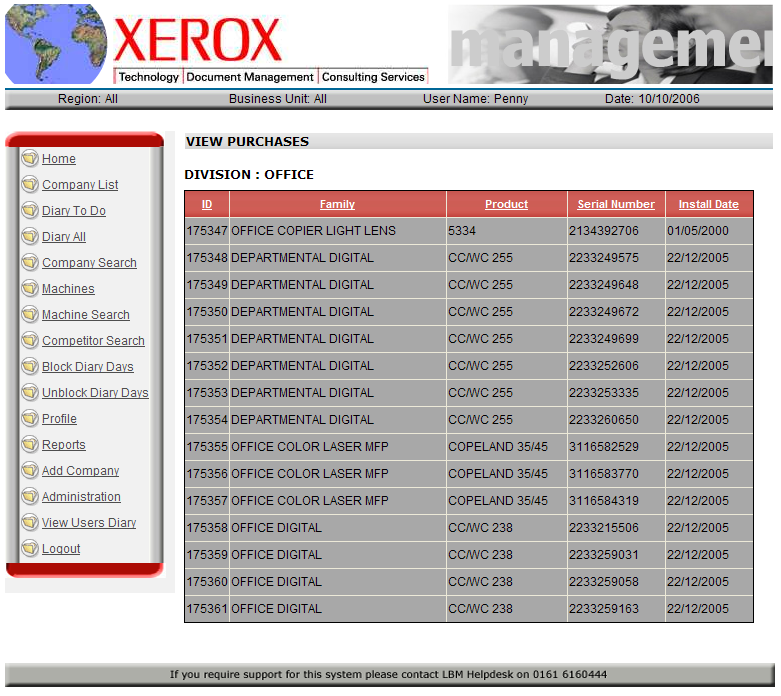 XEROX
Technology Document Management Consulting Services
managemen
Region: All Business Unit: All User Name: Penny Date: 10/10/2006
Home
Company List
Diary To Do
Diary All
Company Search
Machines
Machine Search
Competitor Search
Block Diary Days
Unblock Diary Days
Profile
Reports
Add Company
Administration
View Users Diary
Logout
VIEW PURCHASES
DIVISION : OFFICE
ID Family Product Serial Number Install Date
175347 OFFICE COPIER LIGHT LENS 5334 2134392706 01/05/2000
175348 DEPARTMENTAL DIGITAL CC/WC 255 2233249575 22/12/2005
175349 DEPARTMENTAL DIGITAL CC/WC 255 2233249648 22/12/2005
175350 DEPARTMENTAL DIGITAL CC/WC 255 2233249672 22/12/2005
175351 DEPARTMENTAL DIGITAL CC/WC 255 2233249699 22/12/2005
175352 DEPARTMENTAL DIGITAL CC/WC 255 2233252606 22/12/2005
175353 DEPARTMENTAL DIGITAL CC/WC 255 2233253335 22/12/2005
175354 DEPARTMENTAL DIGITAL CC/WC 255 2233260650 22/12/2005
175355 OFFICE COLOR LASER MFP COPELAND 35/45 3116582529 22/12/2005
175356 OFFICE COLOR LASER MFP COPELAND 35/45 3116583770 22/12/2005
175357 OFFICE COLOR LASER MFP COPELAND 35/45 3116584319 22/12/2005
175358 OFFICE DIGITAL CC/WC 238 2233215506 22/12/2005
175359 OFFICE DIGITAL CC/WC 238 2233259031 22/12/2005
175360 OFFICE DIGITAL CC/WC 238 2233259058 22/12/2005
175361 OFFICE DIGITAL CC/WC 238 2233259163 22/12/2005
If you require support for this system please contact LBM Helpdesk on 0161 6160444